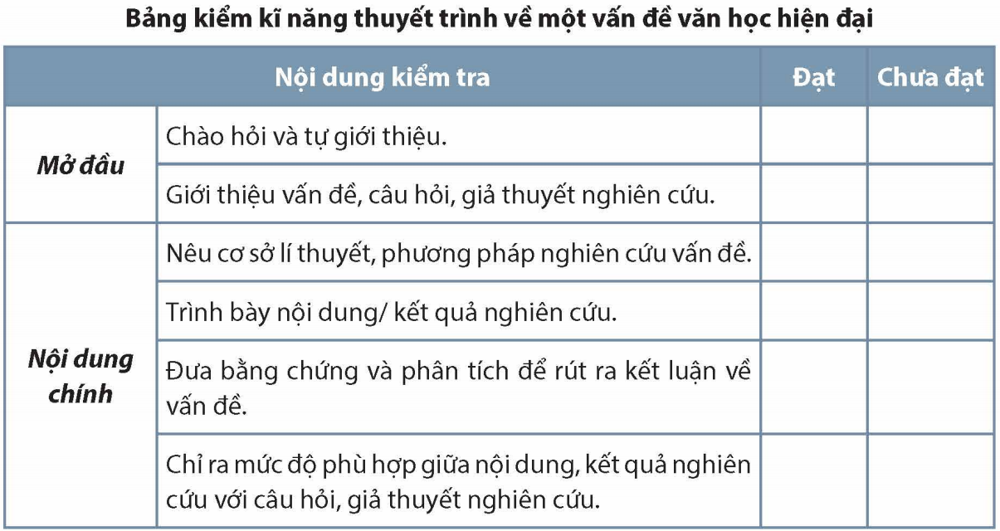 Bảng kiểm kĩ năng thuyết trình về một vấn đề văn học hiện đại
Nội dung kiểm tra
Đạt
Chưa đạt
Mở đầu
Chào hỏi và tự giới thiệu.
Giới thiệu vấn đề, câu hỏi, giả thuyết nghiên cứu.
Nội dung
chính
Nêu cơ sở lí thuyết, phương pháp nghiên cứu vấn đề.
Trình bày nội dung/ kết quả nghiên cứu.
Đưa bằng chứng và phân tích để rút ra kết luận về
vấn đề.
Chỉ ra mức độ phù hợp giữa nội dung, kết quả nghiên
cứu với câu hỏi, giả thuyết nghiên cứu.